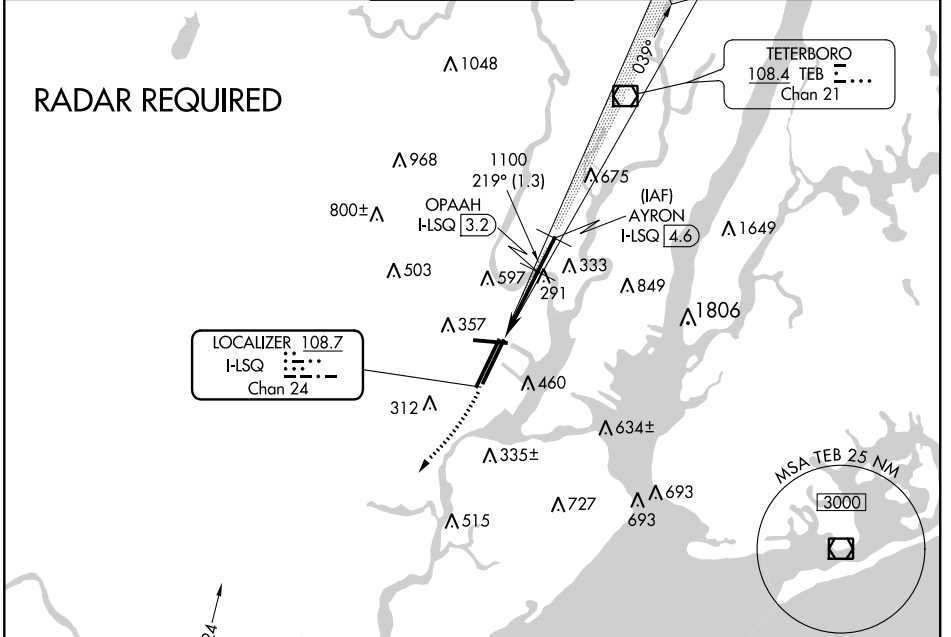 039°
TETERBORO
108.4 TEB
Chan 21
1048
RADAR REQUIRED
968
1100
219° (1.3)
675
800±
OPAAH
I-LSQ 3.2
(IAF)
AYRON
I-LSQ 4.6
1649
503
597
333
291
849
1806
357
LOCALIZER 108.7
I-LSQ
Chan 24
460
312
634±
335±
MSA TEB 25 NM
3000
727
693
693
515